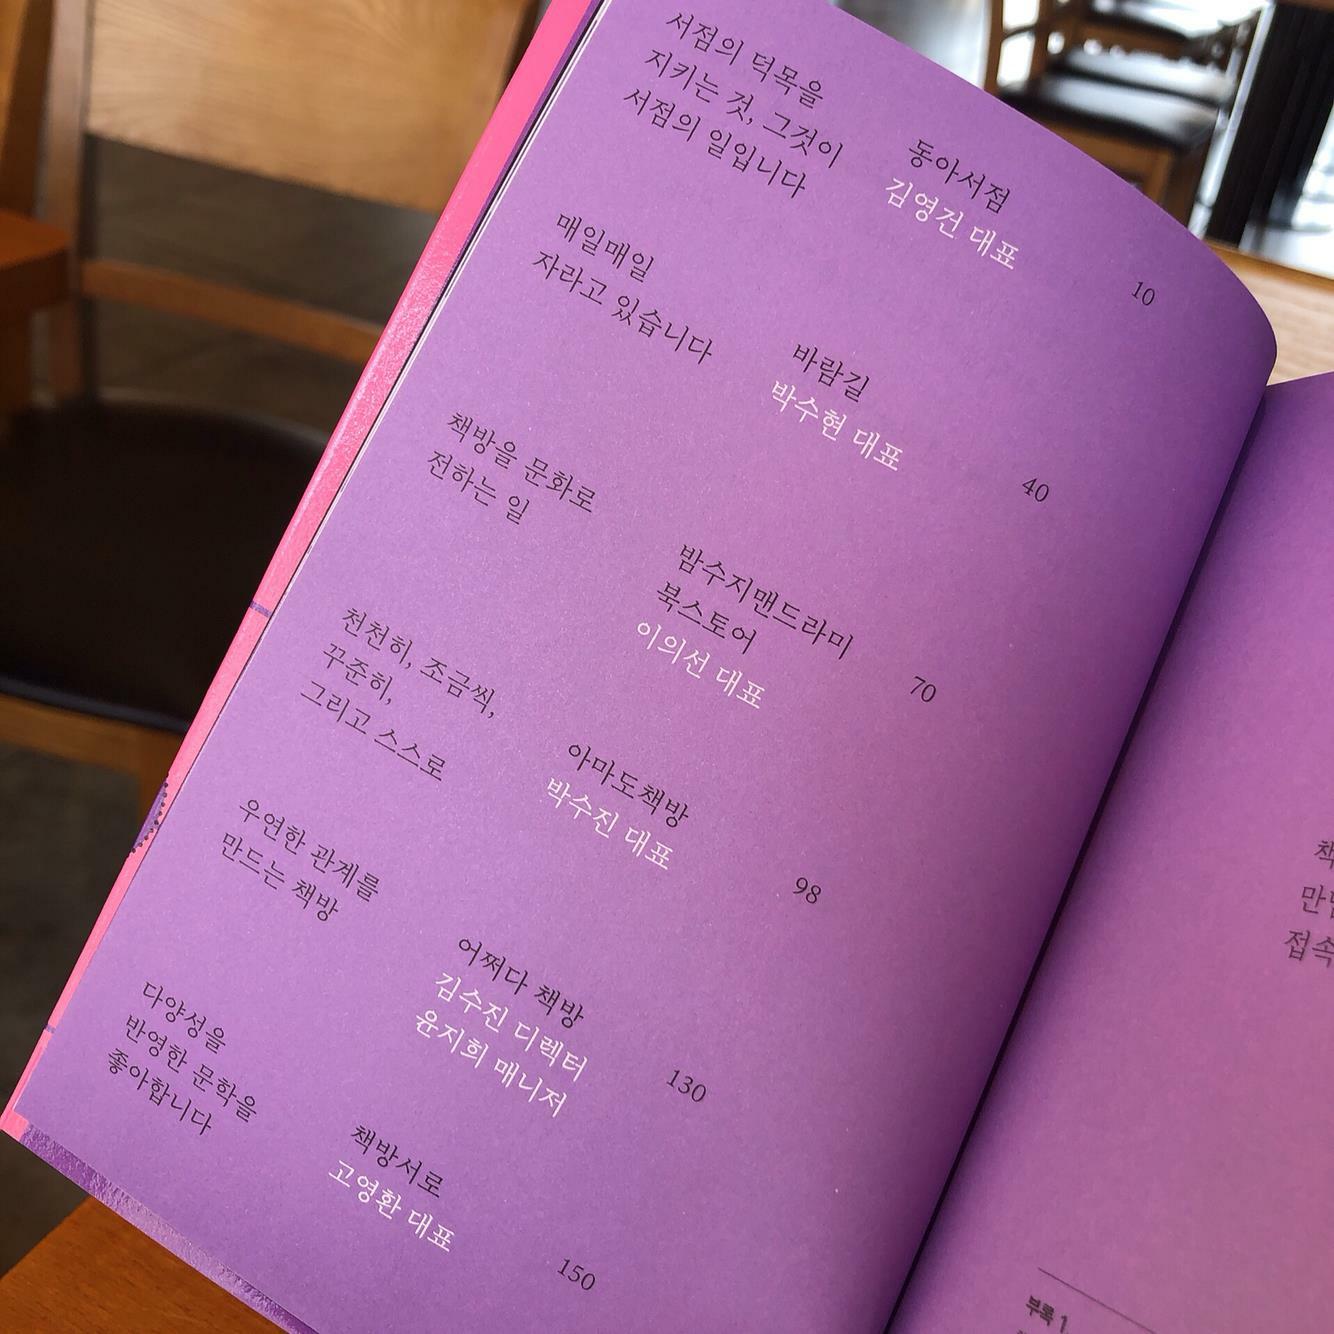 서점의 덕목을
지키는 것, 그것이
서점의 일입니다
동아서점
김영건 대표
10
매일매일
자라고 있습니다
바람길
박수현 대표
40
책방을 문화로
전하는 일
밤수지맨드라미
북스토어
이의선 대표
70
천천히, 조금씩,
꾸준히,
그리고 스스로
아마도책방
박수진 대표
98
우연한 관계를
만드는 책방
어쩌다 책방
김수진 디렉터
윤지희 매니저
130
다양성을
반영한 문학을
좋아합니다
책방서로
고영환 대표
150
접속
부록 1